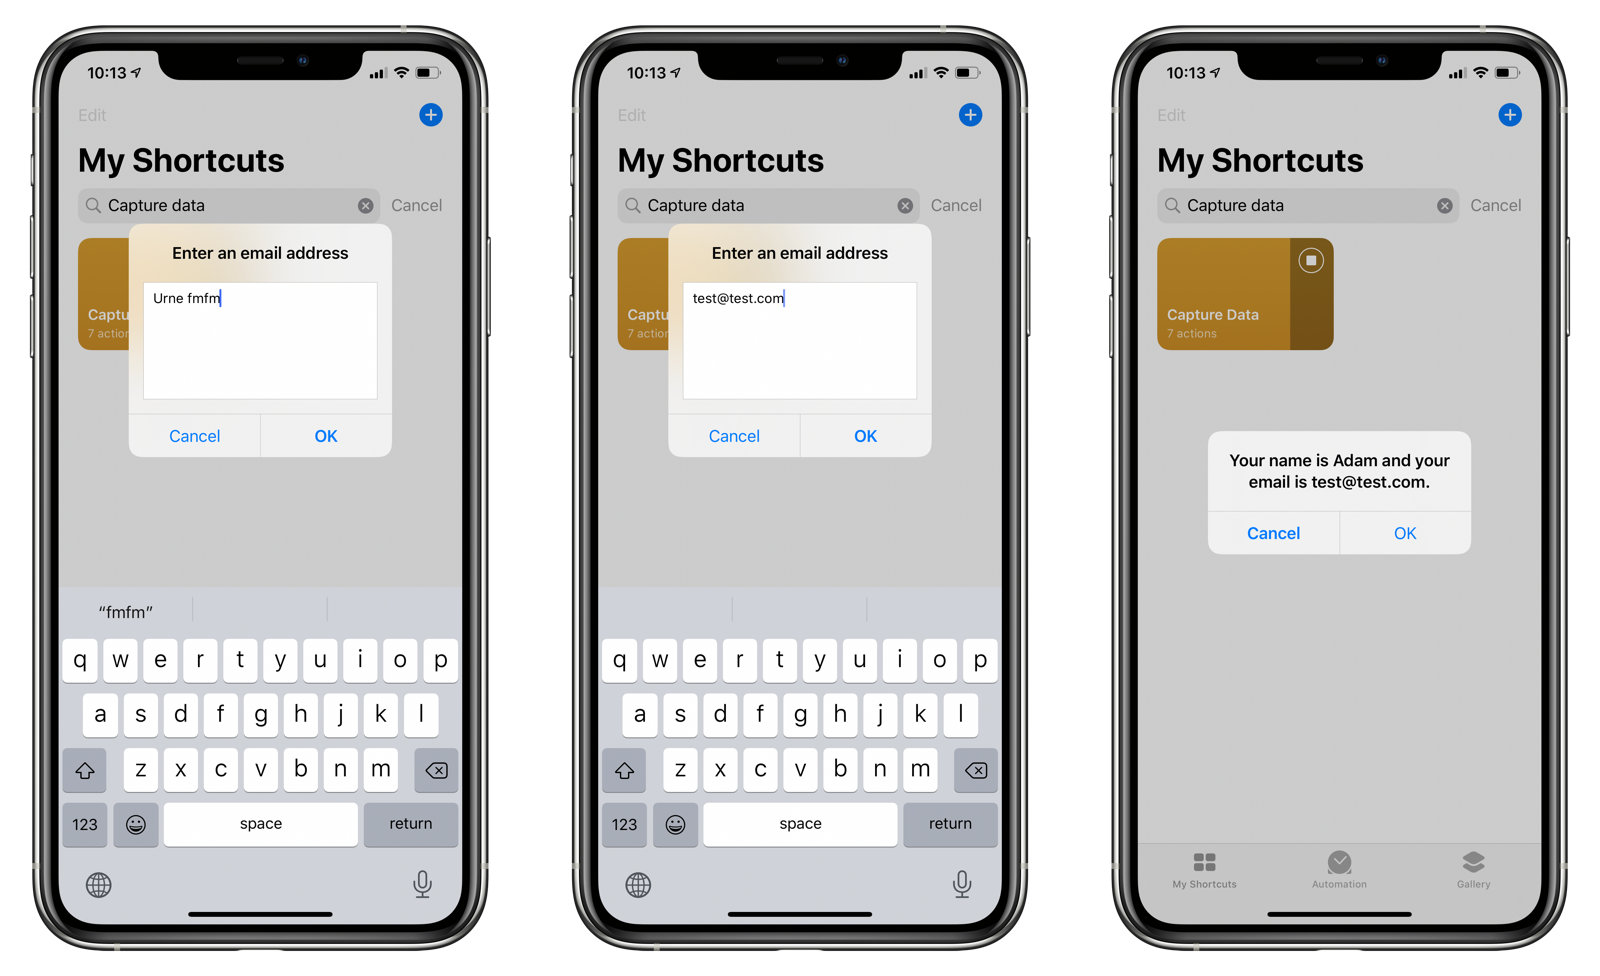 10:13
Edit
My Shortcuts
Capture data
Cancel
Enter an email address
Urne fmfm
Captu
7 action
Cancel
OK
“fmfm”
q w e r t y u i o p
a s d f g h j k l
z x c v b n m
123
space
return
10:13
Edit
My Shortcuts
Capture data
Cancel
Enter an email address
test@test.com
Captu
7 action
Cancel
OK
q w e r t y u i o p
a s d f g h j k l
z x c v b n m
123
space
return
10:13
Edit
My Shortcuts
Capture data
Cancel
Capture Data
7 actions
Your name is Adam and your
email is test@test.com.
Cancel
OK
My Shortcuts
Automation
Gallery